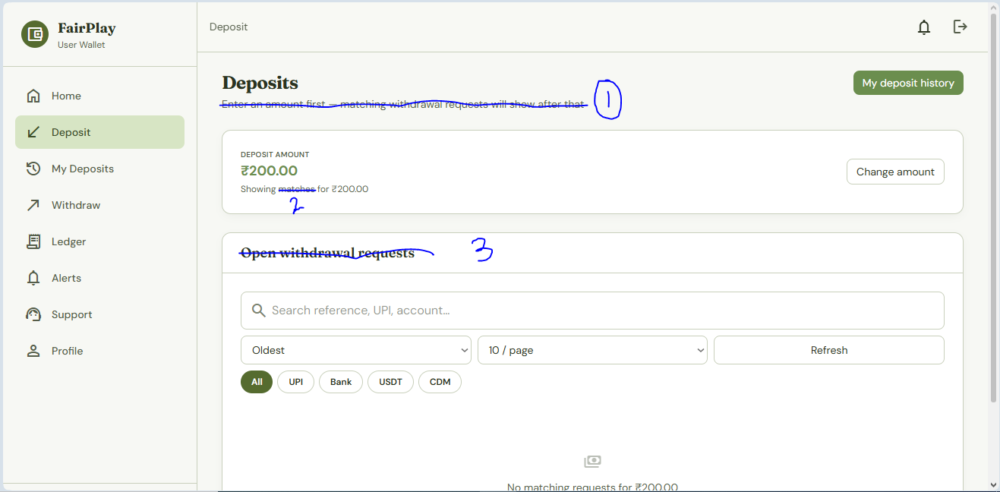 FairPlay
User Wallet
Home
Deposit
My Deposits
Withdraw
Ledger
Alerts
Support
Profile
Deposit
Deposits
My deposit history
Enter an amount first — matching withdrawal requests will show after that
1
DEPOSIT AMOUNT
₹200.00
Showing matches for ₹200.00
Change amount
2
Open withdrawal requests
3
Search reference, UPI, account...
Oldest
10 / page
Refresh
All
UPI
Bank
USDT
CDM
No matching requests for ₹200.00